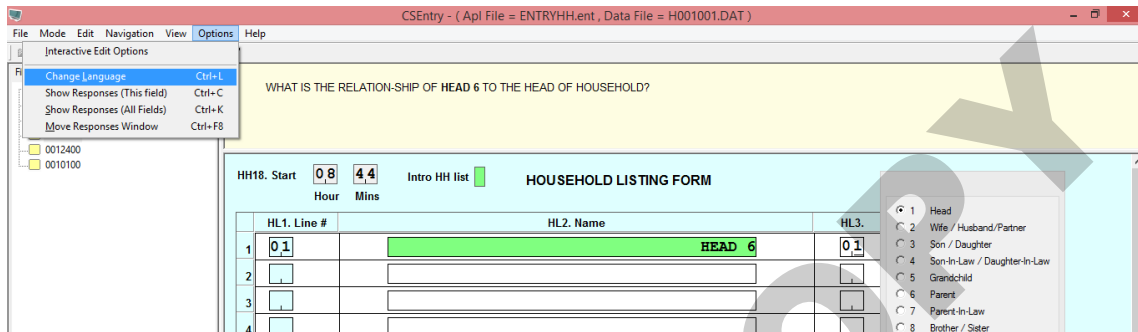 CSEntry - ( Apl File = ENTRYHH.ent , Data File = H001001.DAT )
File Mode Edit Navigation View Options Help
Interactive Edit Options
Change Language Ctrl+L
Show Responses (This field) Ctrl+C
Show Responses (All Fields) Ctrl+K
Move Responses Window Ctrl+F8
0012400
0010100
WHAT IS THE RELATION-SHIP OF HEAD 6 TO THE HEAD OF HOUSEHOLD?
HH18. Start 08 44 Intro HH list HOUSEHOLD LISTING FORM
Hour Mins
HL1. Line # HL2. Name HL3.
1 01 HEAD 6 01
2
3
4
1 Head
2 Wife / Husband/Partner
3 Son / Daughter
4 Son-In-Law / Daughter-In-Law
5 Grandchild
6 Parent
7 Parent-In-Law
8 Brother / Sister
OPY